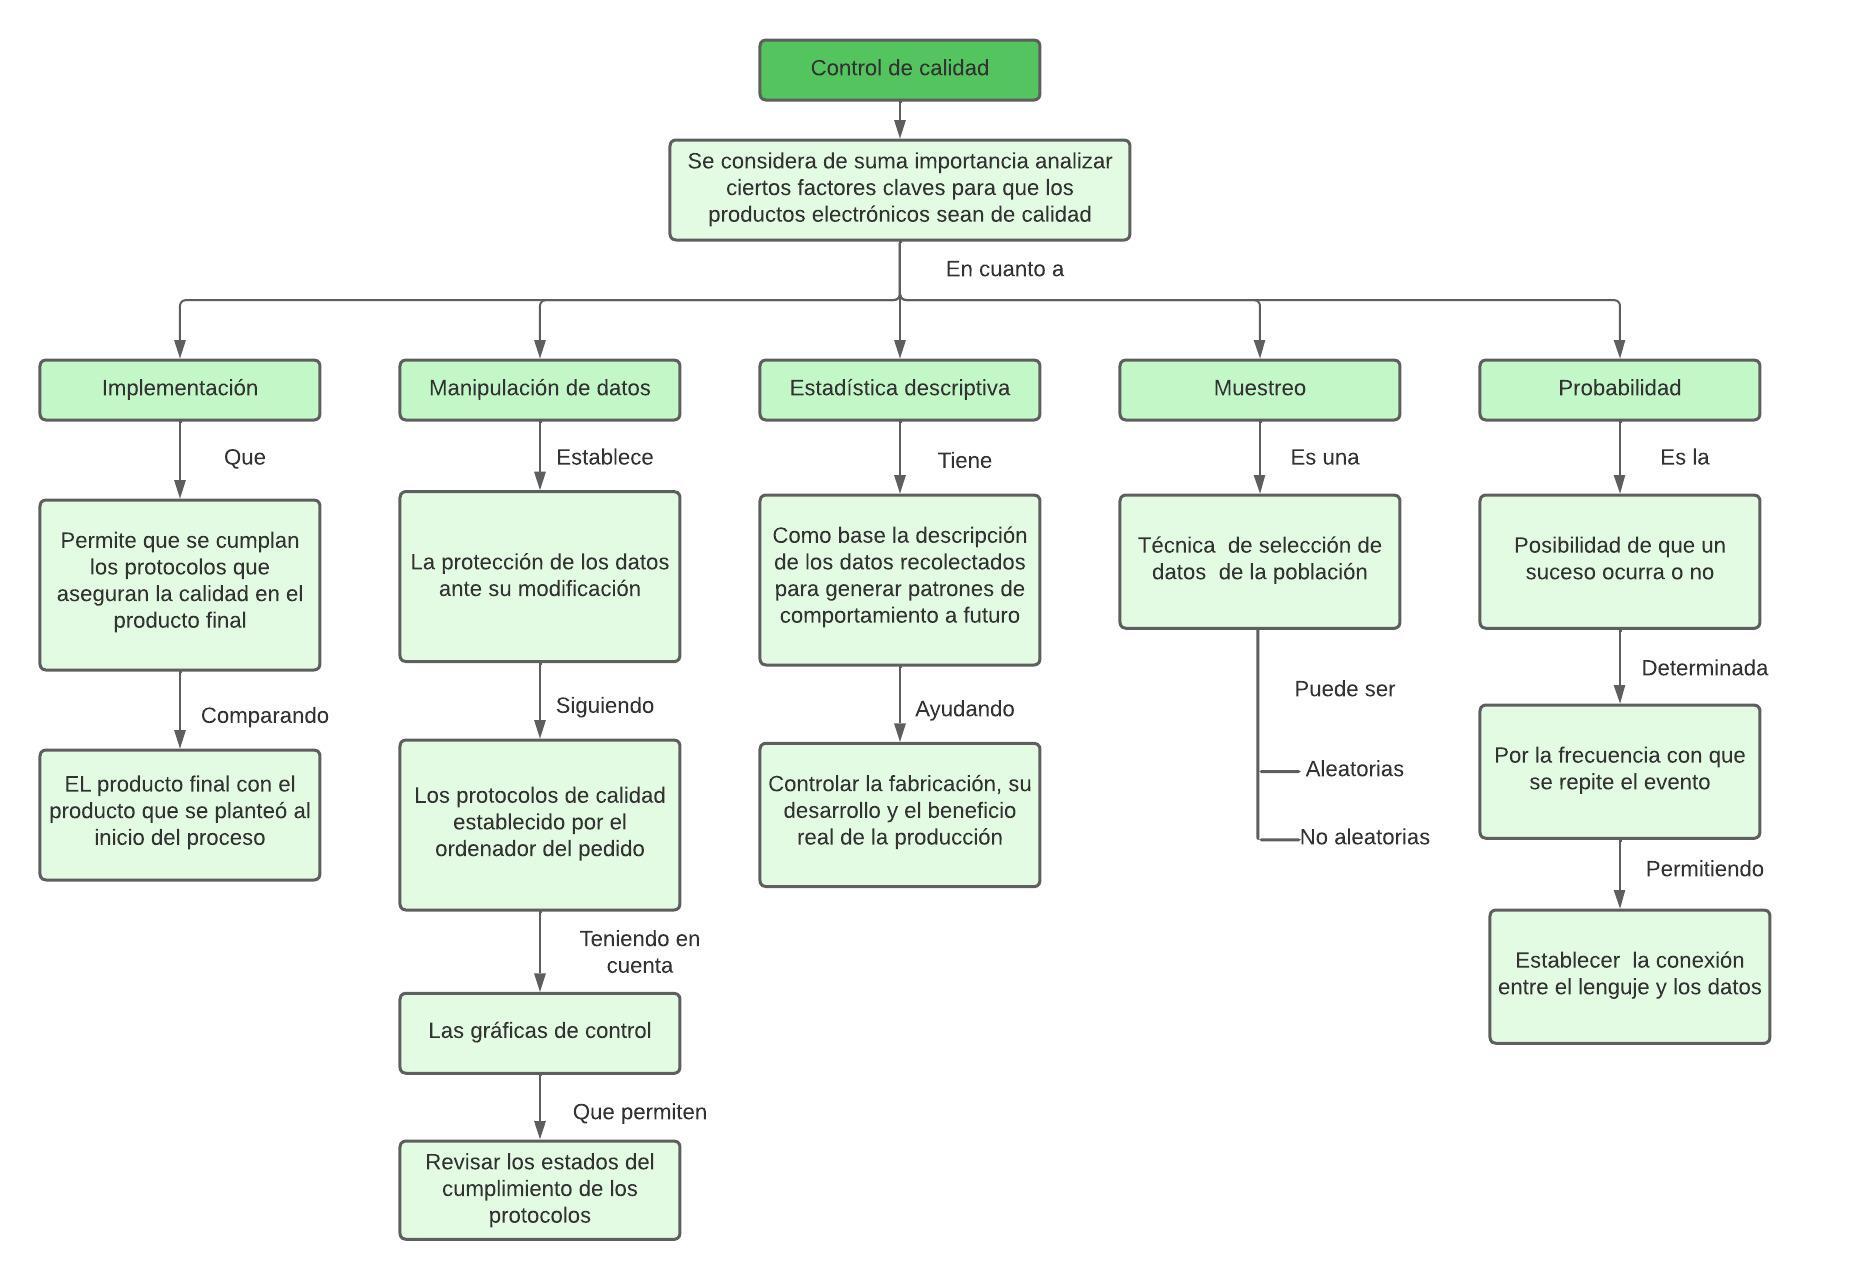 Control de calidad
Se considera de suma importancia analizar
ciertos factores claves para que los
productos electrónicos sean de calidad
En cuanto a
Implementación
Que
Permite que se cumplan
los protocolos que
aseguran la calidad en el
producto final
Comparando
EL producto final con el
producto que se planteó al
inicio del proceso
Manipulación de datos
Establece
La protección de los datos
ante su modificación
Siguiendo
Los protocolos de calidad
establecido por el
ordenador del pedido
Teniendo en
cuenta
Las gráficas de control
Que permiten
Revisar los estados del
cumplimiento de los
protocolos
Estadística descriptiva
Tiene
Como base la descripción
de los datos recolectados
para generar patrones de
comportamiento a futuro
Ayudando
Controlar la fabricación, su
desarrollo y el beneficio
real de la producción
Muestreo
Es una
Técnica  de selección de
datos  de la población
Puede ser
Aleatorias
No aleatorias
Probabilidad
Es la
Posibilidad de que un
suceso ocurra o no
Determinada
Por la frecuencia con que
se repite el evento
Permitiendo
Establecer  la conexión
entre el lenguje y los datos